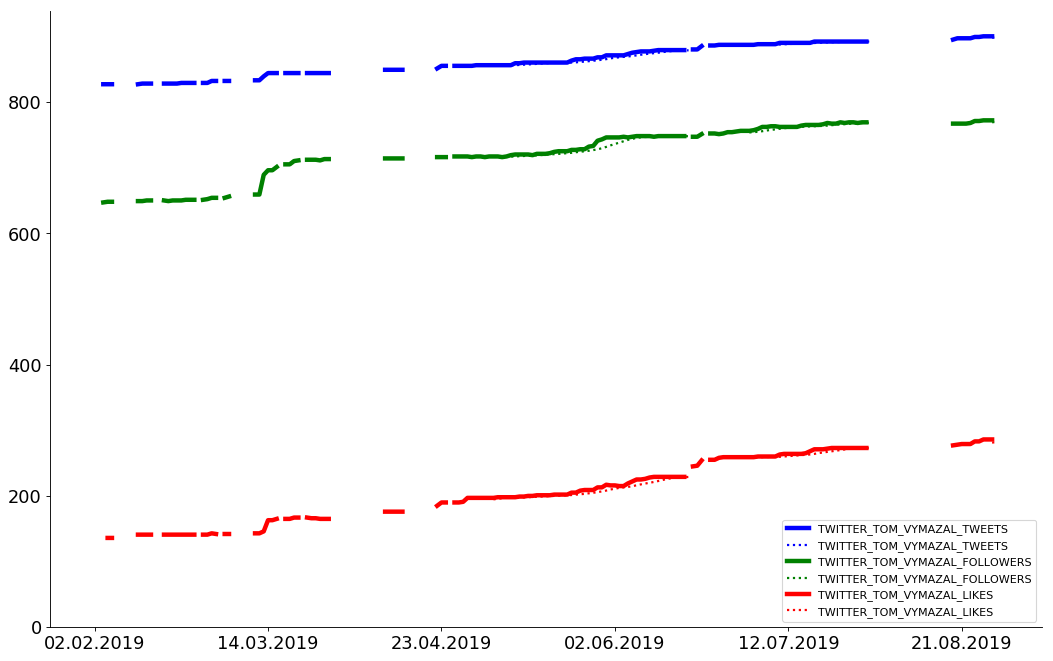 800
600
400
200
0
TWITTER_TOM_VYMAZAL_TWEETS
TWITTER_TOM_VYMAZAL_TWEETS
TWITTER_TOM_VYMAZAL_FOLLOWERS
TWITTER_TOM_VYMAZAL_FOLLOWERS
TWITTER_TOM_VYMAZAL_LIKES
TWITTER_TOM_VYMAZAL_LIKES
02.02.2019 14.03.2019 23.04.2019 02.06.2019 12.07.2019 21.08.2019